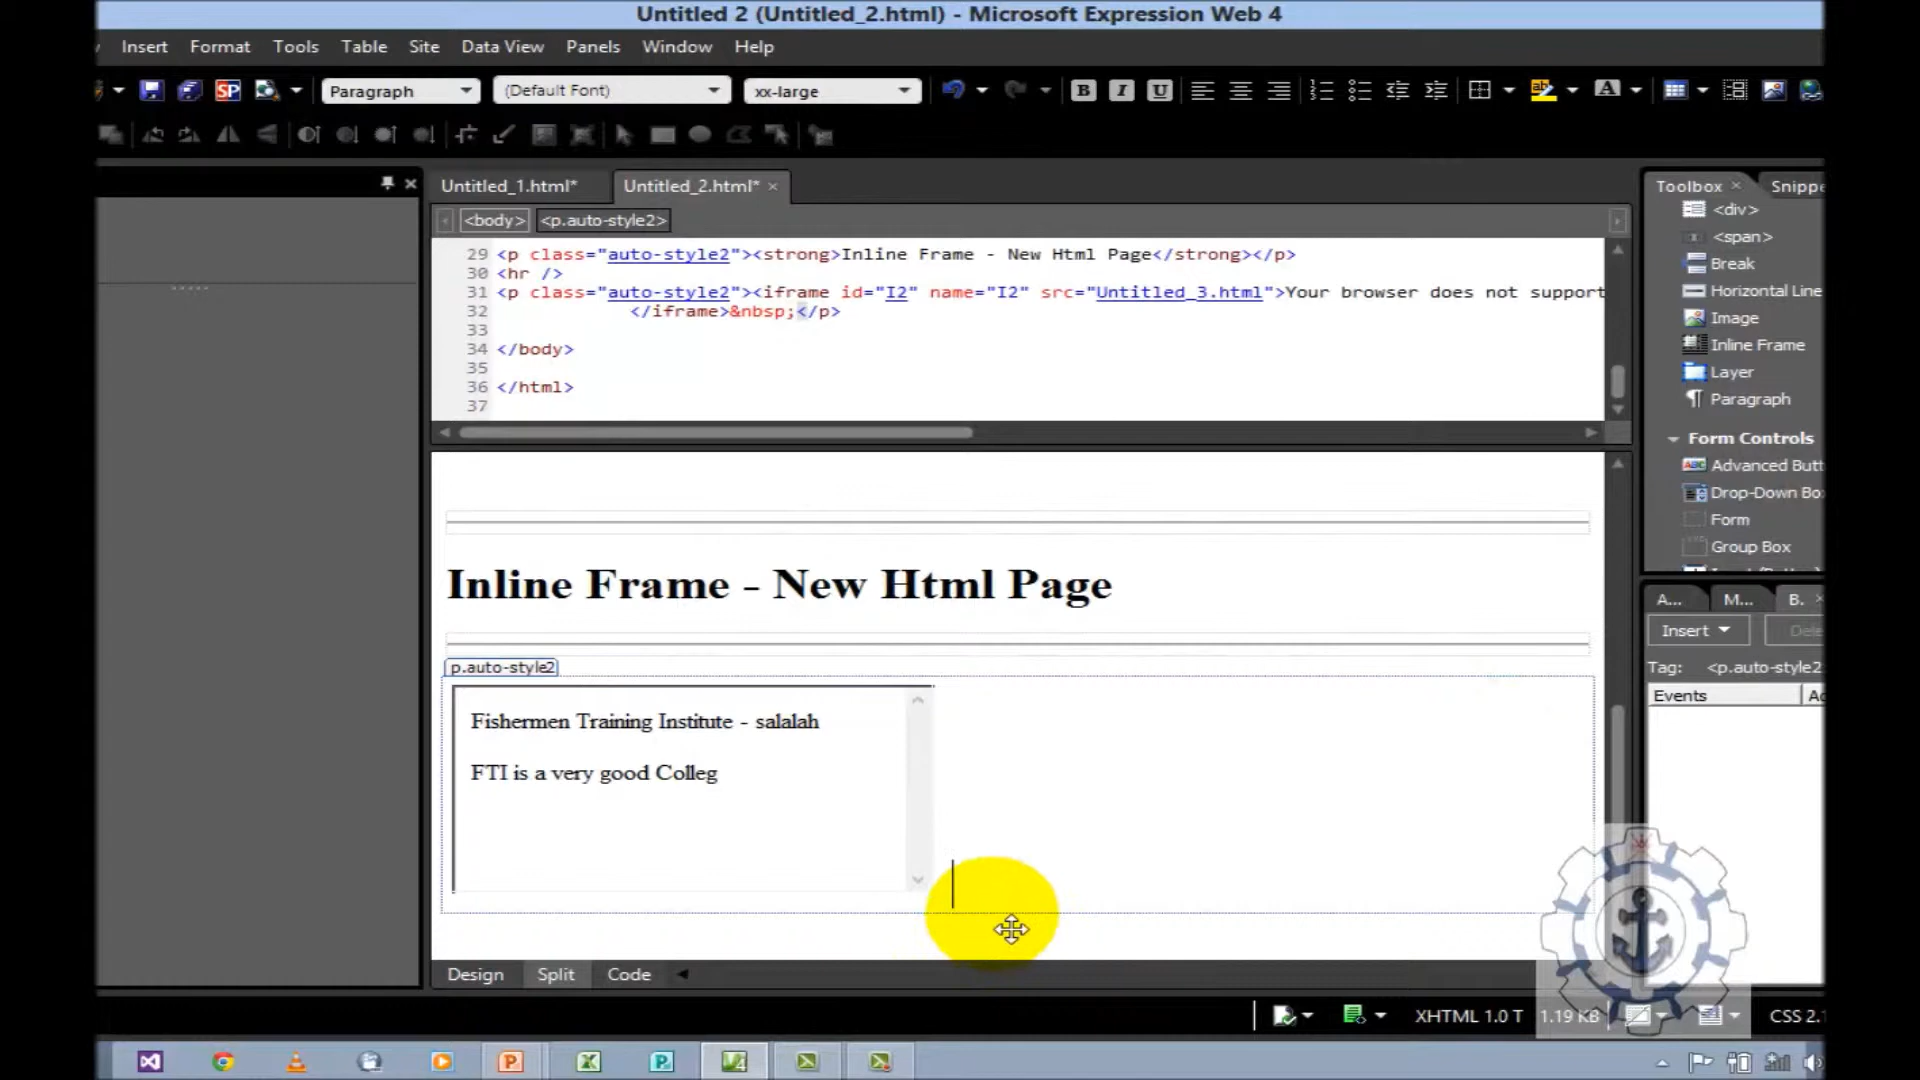 Untitled 2 (Untitled_2.html) - Microsoft Expression Web 4
Insert Format Tools Table Site Data View Panels Window Help
SP Paragraph (Default Font) xx-large B I U ab A
Untitled_1.html* Untitled_2.html* ×
Toolbox × Snippe
<body> <p.auto-style2>
<div>
<span>
Break
Horizontal Line
Image
Inline Frame
Layer
Paragraph
Form Controls
Advanced Butt
Drop-Down Bo
Form
Group Box
29 <p class="auto-style2"><strong>Inline Frame - New Html Page</strong></p>
30 <hr />
31 <p class="auto-style2"><iframe id="I2" name="I2" src="Untitled_3.html">Your browser does not support
32 </iframe>&nbsp;</p>
33
34 </body>
35
36 </html>
37
Inline Frame - New Html Page
p.auto-style2
Fishermen Training Institute - salalah
FTI is a very good Colleg
A... M... B. ×
Insert Dele
Tag: <p.auto-style2
Events Ac
Design Split Code
XHTML 1.0 T 1.19 KB CSS 2.1